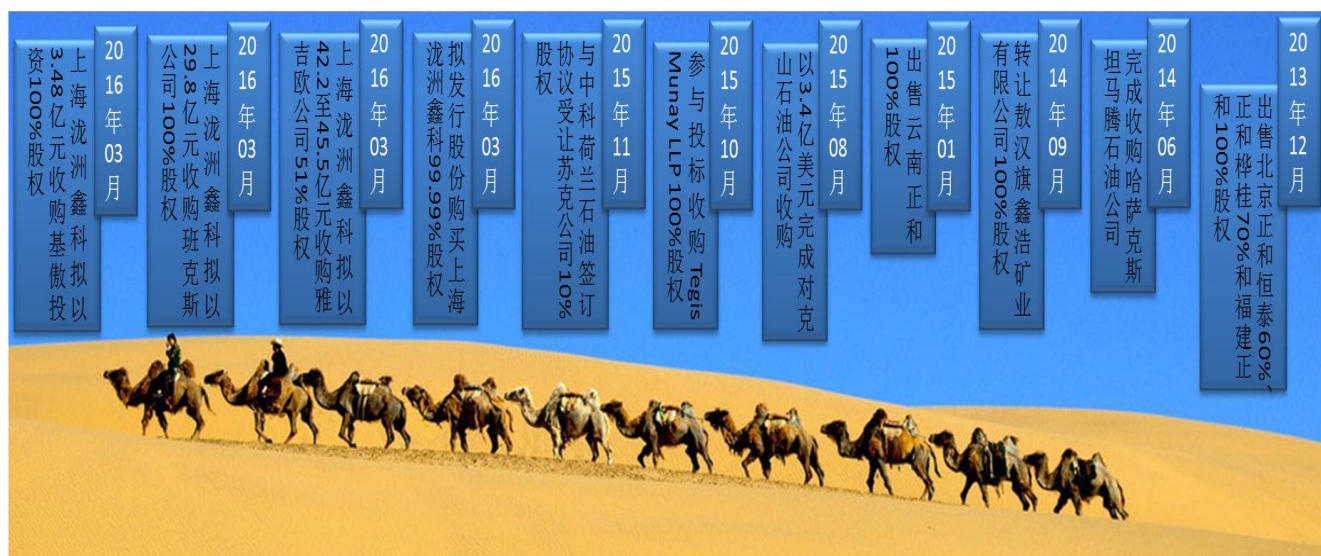 2013年12月
出售北京正和恒泰60%、
正和桦桂70%和福建正
和100%股权
2014年06月
完成收购哈萨克斯
坦马腾石油公司
2014年09月
转让敖汉旗鑫浩矿业
有限公司100%股权
2015年01月
出售云南正和
100%股权
2015年08月
以3.4亿美元完成对克
山石油公司收购
2015年10月
参与投标收购Tegis
Munay LLP 100%股权
2015年11月
与中科荷兰石油签订
协议受让苏克公司10%
股权
2016年03月
拟发行股份购买上海
泷洲鑫科99.99%股权
2016年03月
上海泷洲鑫科拟以
42.2至45.5亿元收购雅
吉欧公司51%股权
2016年03月
上海泷洲鑫科拟以
29.8亿元收购班克斯
公司100%股权
2016年03月
上海泷洲鑫科拟以
3.48亿元收购基傲投
资100%股权